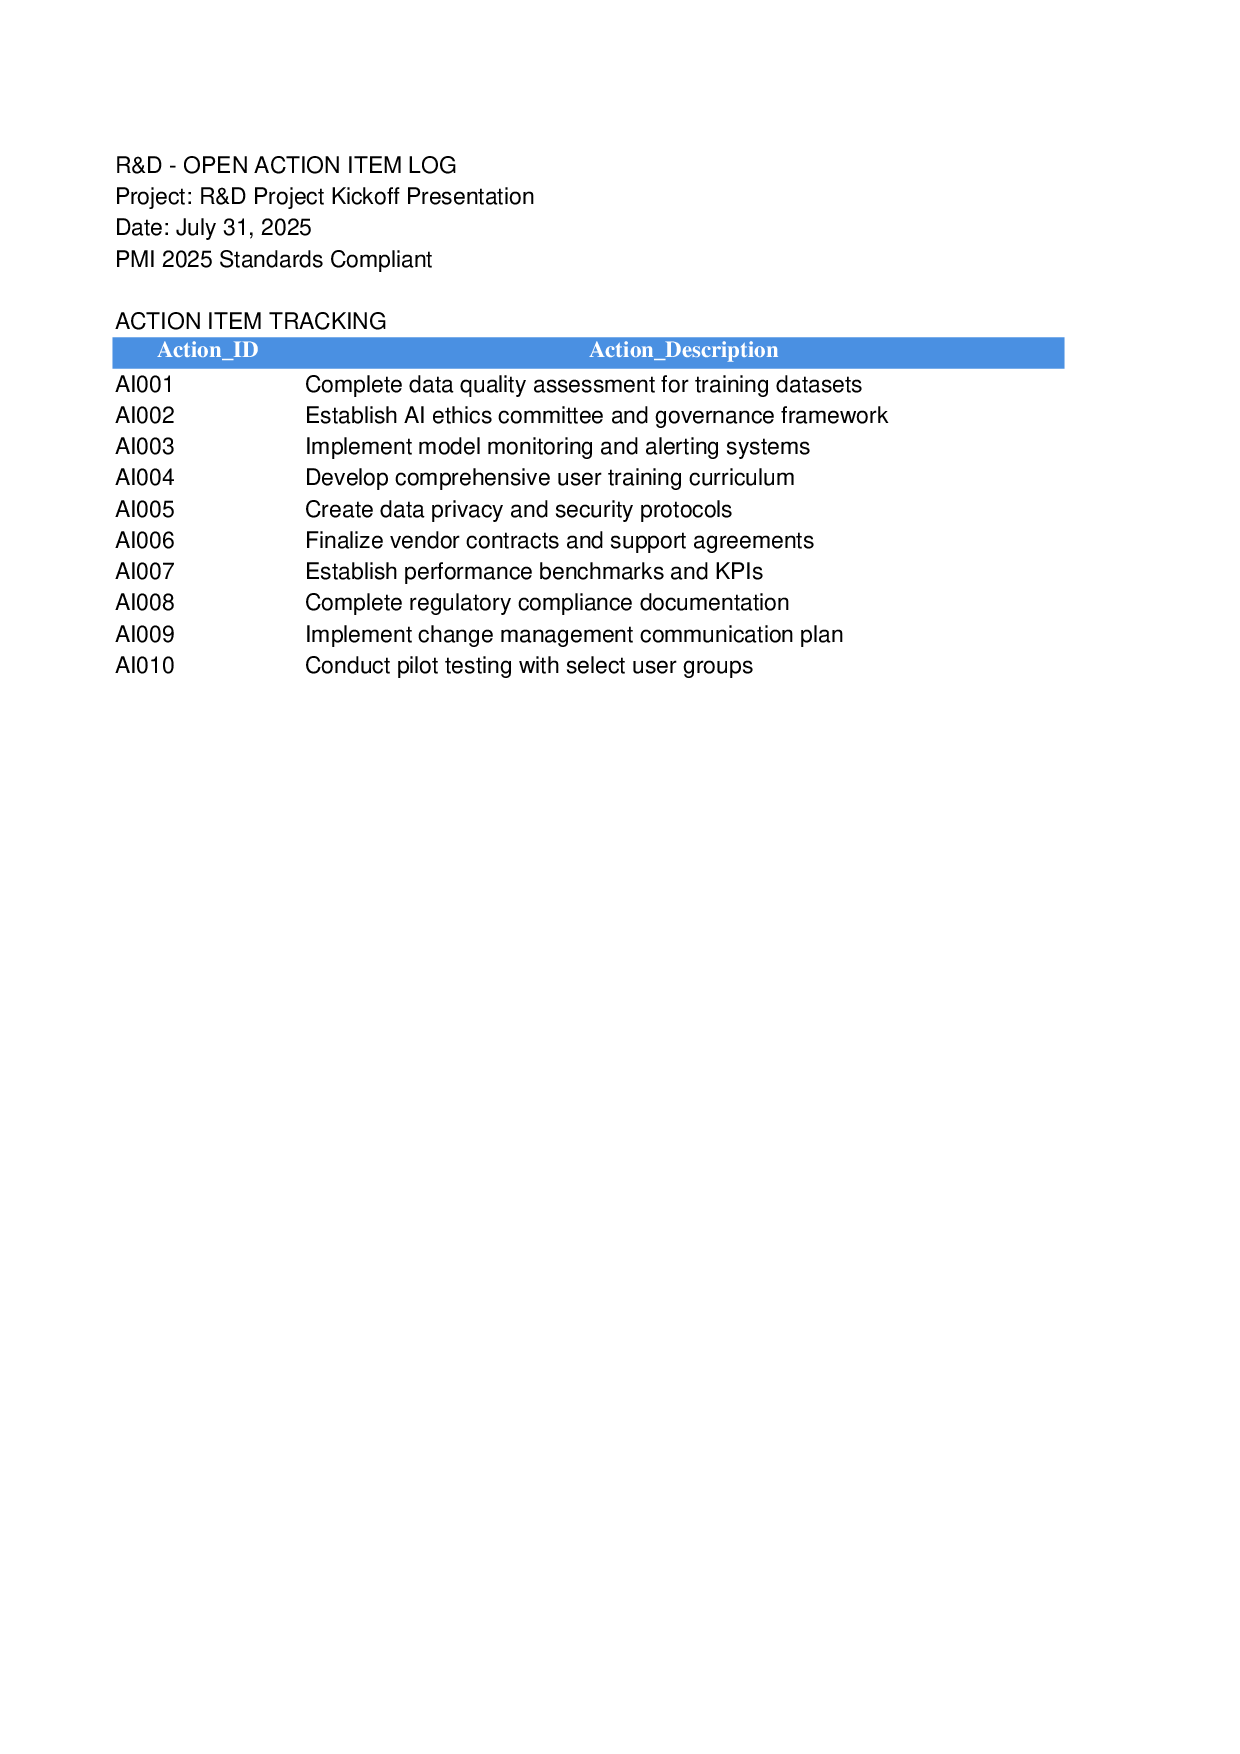 R&D - OPEN ACTION ITEM LOG
Project: R&D Project Kickoff Presentation
Date: July 31, 2025
PMI 2025 Standards Compliant
ACTION ITEM TRACKING
Action_ID Action_Description
AI001 Complete data quality assessment for training datasets
AI002 Establish AI ethics committee and governance framework
AI003 Implement model monitoring and alerting systems
AI004 Develop comprehensive user training curriculum
AI005 Create data privacy and security protocols
AI006 Finalize vendor contracts and support agreements
AI007 Establish performance benchmarks and KPIs
AI008 Complete regulatory compliance documentation
AI009 Implement change management communication plan
AI010 Conduct pilot testing with select user groups